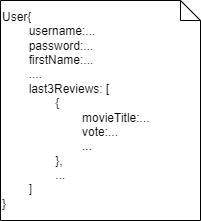 User{
username:...
password:...
firstName:...
....
last3Reviews: [
{
movieTitle:...
vote:...
...
},
...
]
}